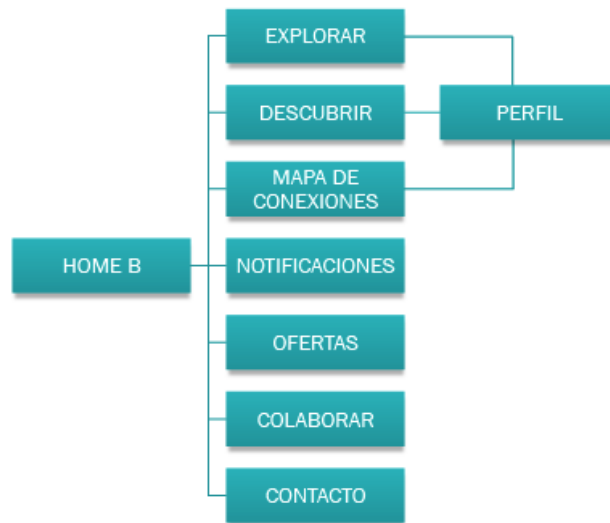 EXPLORAR
DESCUBRIR
PERFIL
MAPA DE
CONEXIONES
HOME B
NOTIFICACIONES
OFERTAS
COLABORAR
CONTACTO